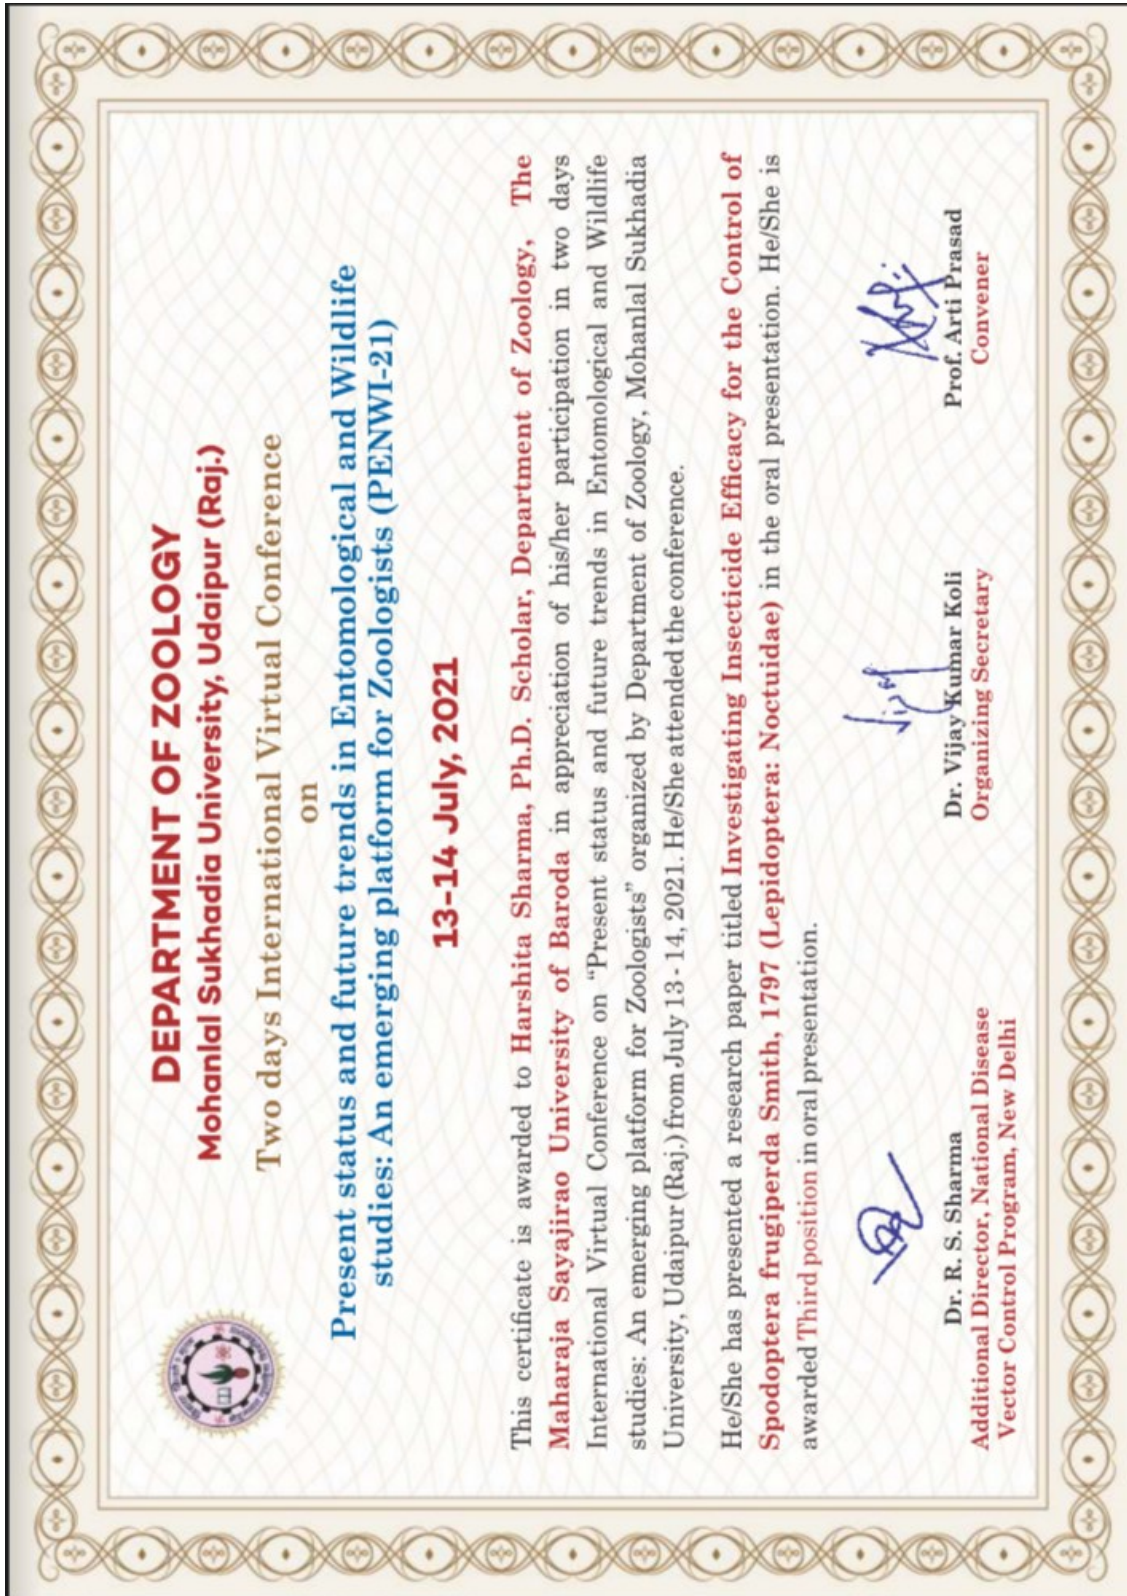 DEPARTMENT OF ZOOLOGY
Mohanlal Sukhadia University, Udaipur (Raj.)
Two days International Virtual Conference
on
Present status and future trends in Entomological and Wildlife
studies: An emerging platform for Zoologists (PENWI-21)
13-14 July, 2021
This certificate is awarded to Harshita Sharma, Ph.D. Scholar, Department of Zoology, The
Maharaja Sayajirao University of Baroda in appreciation of his/her participation in two days
International Virtual Conference on “Present status and future trends in Entomological and Wildlife
studies: An emerging platform for Zoologists” organized by Department of Zoology, Mohanlal Sukhadia
University, Udaipur (Raj.) from July 13 - 14, 2021. He/She attended the conference.
He/She has presented a research paper titled Investigating Insecticide Efficacy for the Control of
Spodoptera frugiperda Smith, 1797 (Lepidoptera: Noctuidae) in the oral presentation. He/She is
awarded Third position in oral presentation.
Dr. R. S. Sharma
Additional Director, National Disease
Vector Control Program, New Delhi
Dr. Vijay Kumar Koli
Organizing Secretary
Prof. Arti Prasad
Convener